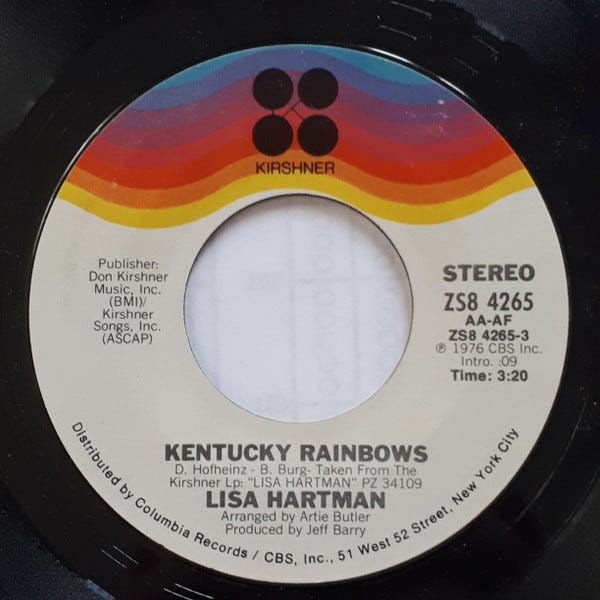 KIRSHNER
Publisher:
Don Kirshner
Music, Inc.
(BMI)/
Kirshner
Songs, Inc.
(ASCAP)
STEREO
ZS8 4265
AA-AF
ZS8 4265-3
℗ 1976 CBS Inc.
Intro. :09
Time: 3:20
KENTUCKY RAINBOWS
D. Hofheinz - B. Burg- Taken From The
Kirshner Lp: "LISA HARTMAN" PZ 34109
LISA HARTMAN
Arranged by Artie Butler
Produced by Jeff Barry
Distributed by Columbia Records / CBS, Inc., 51 West 52 Street, New York City